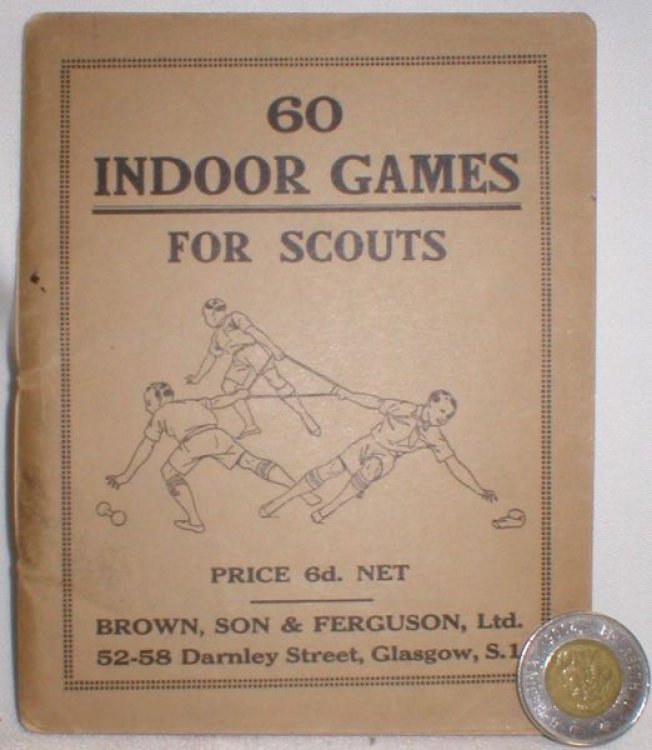 60
INDOOR GAMES
FOR SCOUTS
PRICE 6d. NET
BROWN, SON & FERGUSON, Ltd.
52-58 Darnley Street, Glasgow, S.1